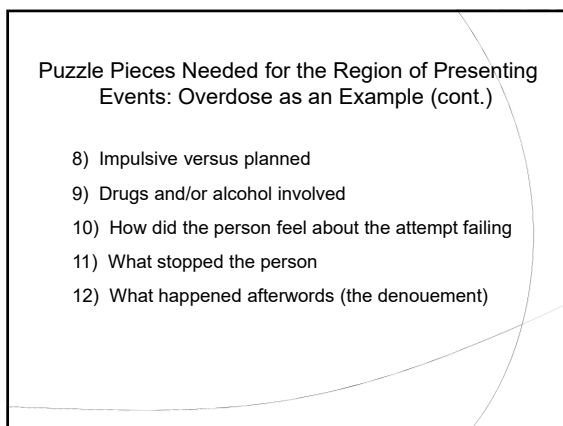 Puzzle Pieces Needed for the Region of Presenting
Events: Overdose as an Example (cont.)
8) Impulsive versus planned
9) Drugs and/or alcohol involved
10) How did the person feel about the attempt failing
11) What stopped the person
12) What happened afterwords (the denouement)